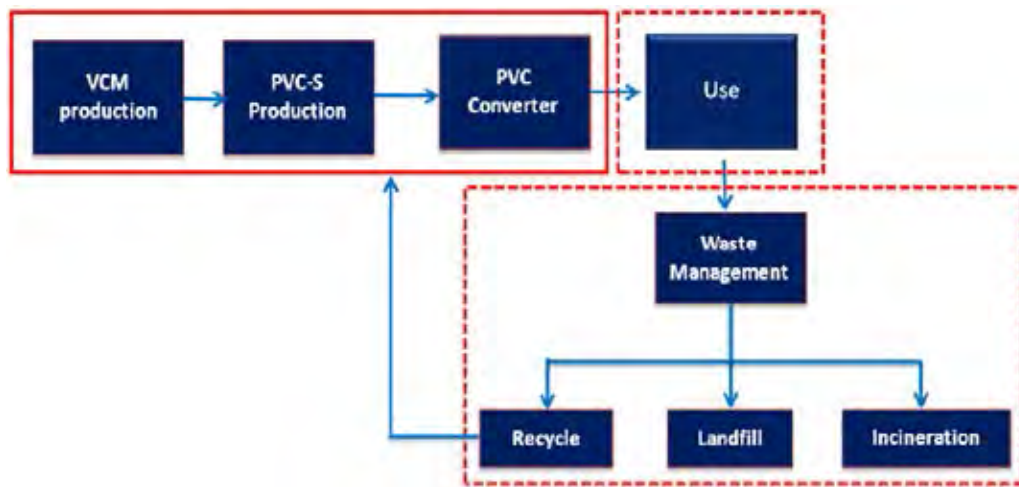 VCM
production
PVC-S
Production
PVC
Converter
Use
Waste
Management
Recycle
Landfill
Incineration